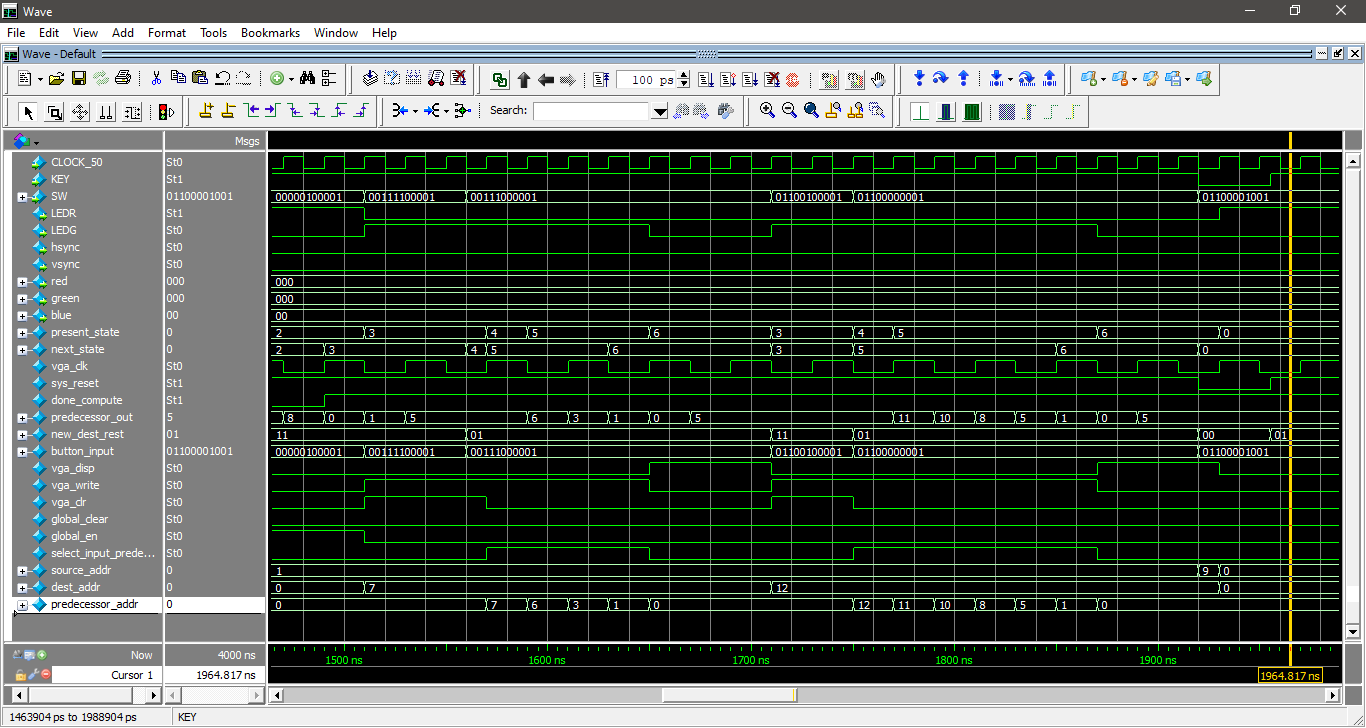 Wave
File Edit View Add Format Tools Bookmarks Window Help
Wave - Default
100 ps
Search:
Msgs
CLOCK_50 St0
KEY St1
SW 01100001001 00000100001 00111100001 00111000001 01100100001 01100000001 01100001001
LEDR St1
LEDG St0
hsync St0
vsync St0
red 000 000
green 000 000
blue 00 00
present_state 0 2 3 4 5 6 3 4 5 6 0
next_state 0 2 3 4 5 6 3 5 6 0
vga_clk St0
sys_reset St1
done_compute St1
predecessor_out 5 8 0 1 5 6 3 1 0 5 11 10 8 5 1 0 5
new_dest_rest 01 11 01 11 01 00 01
button_input 01100001001 00000100001 00111100001 00111000001 01100100001 01100000001 01100001001
vga_disp St0
vga_write St0
vga_clr St0
global_clear St0
global_en St0
select_input_prede... St0
source_addr 0 1 9 0
dest_addr 0 0 7 12 0
predecessor_addr 0 0 7 6 3 1 0 12 11 10 8 5 1 0
Now 4000 ns 1500 ns 1600 ns 1700 ns 1800 ns 1900 ns
Cursor 1 1964.817 ns 1964.817 ns
1463904 ps to 1988904 ps KEY